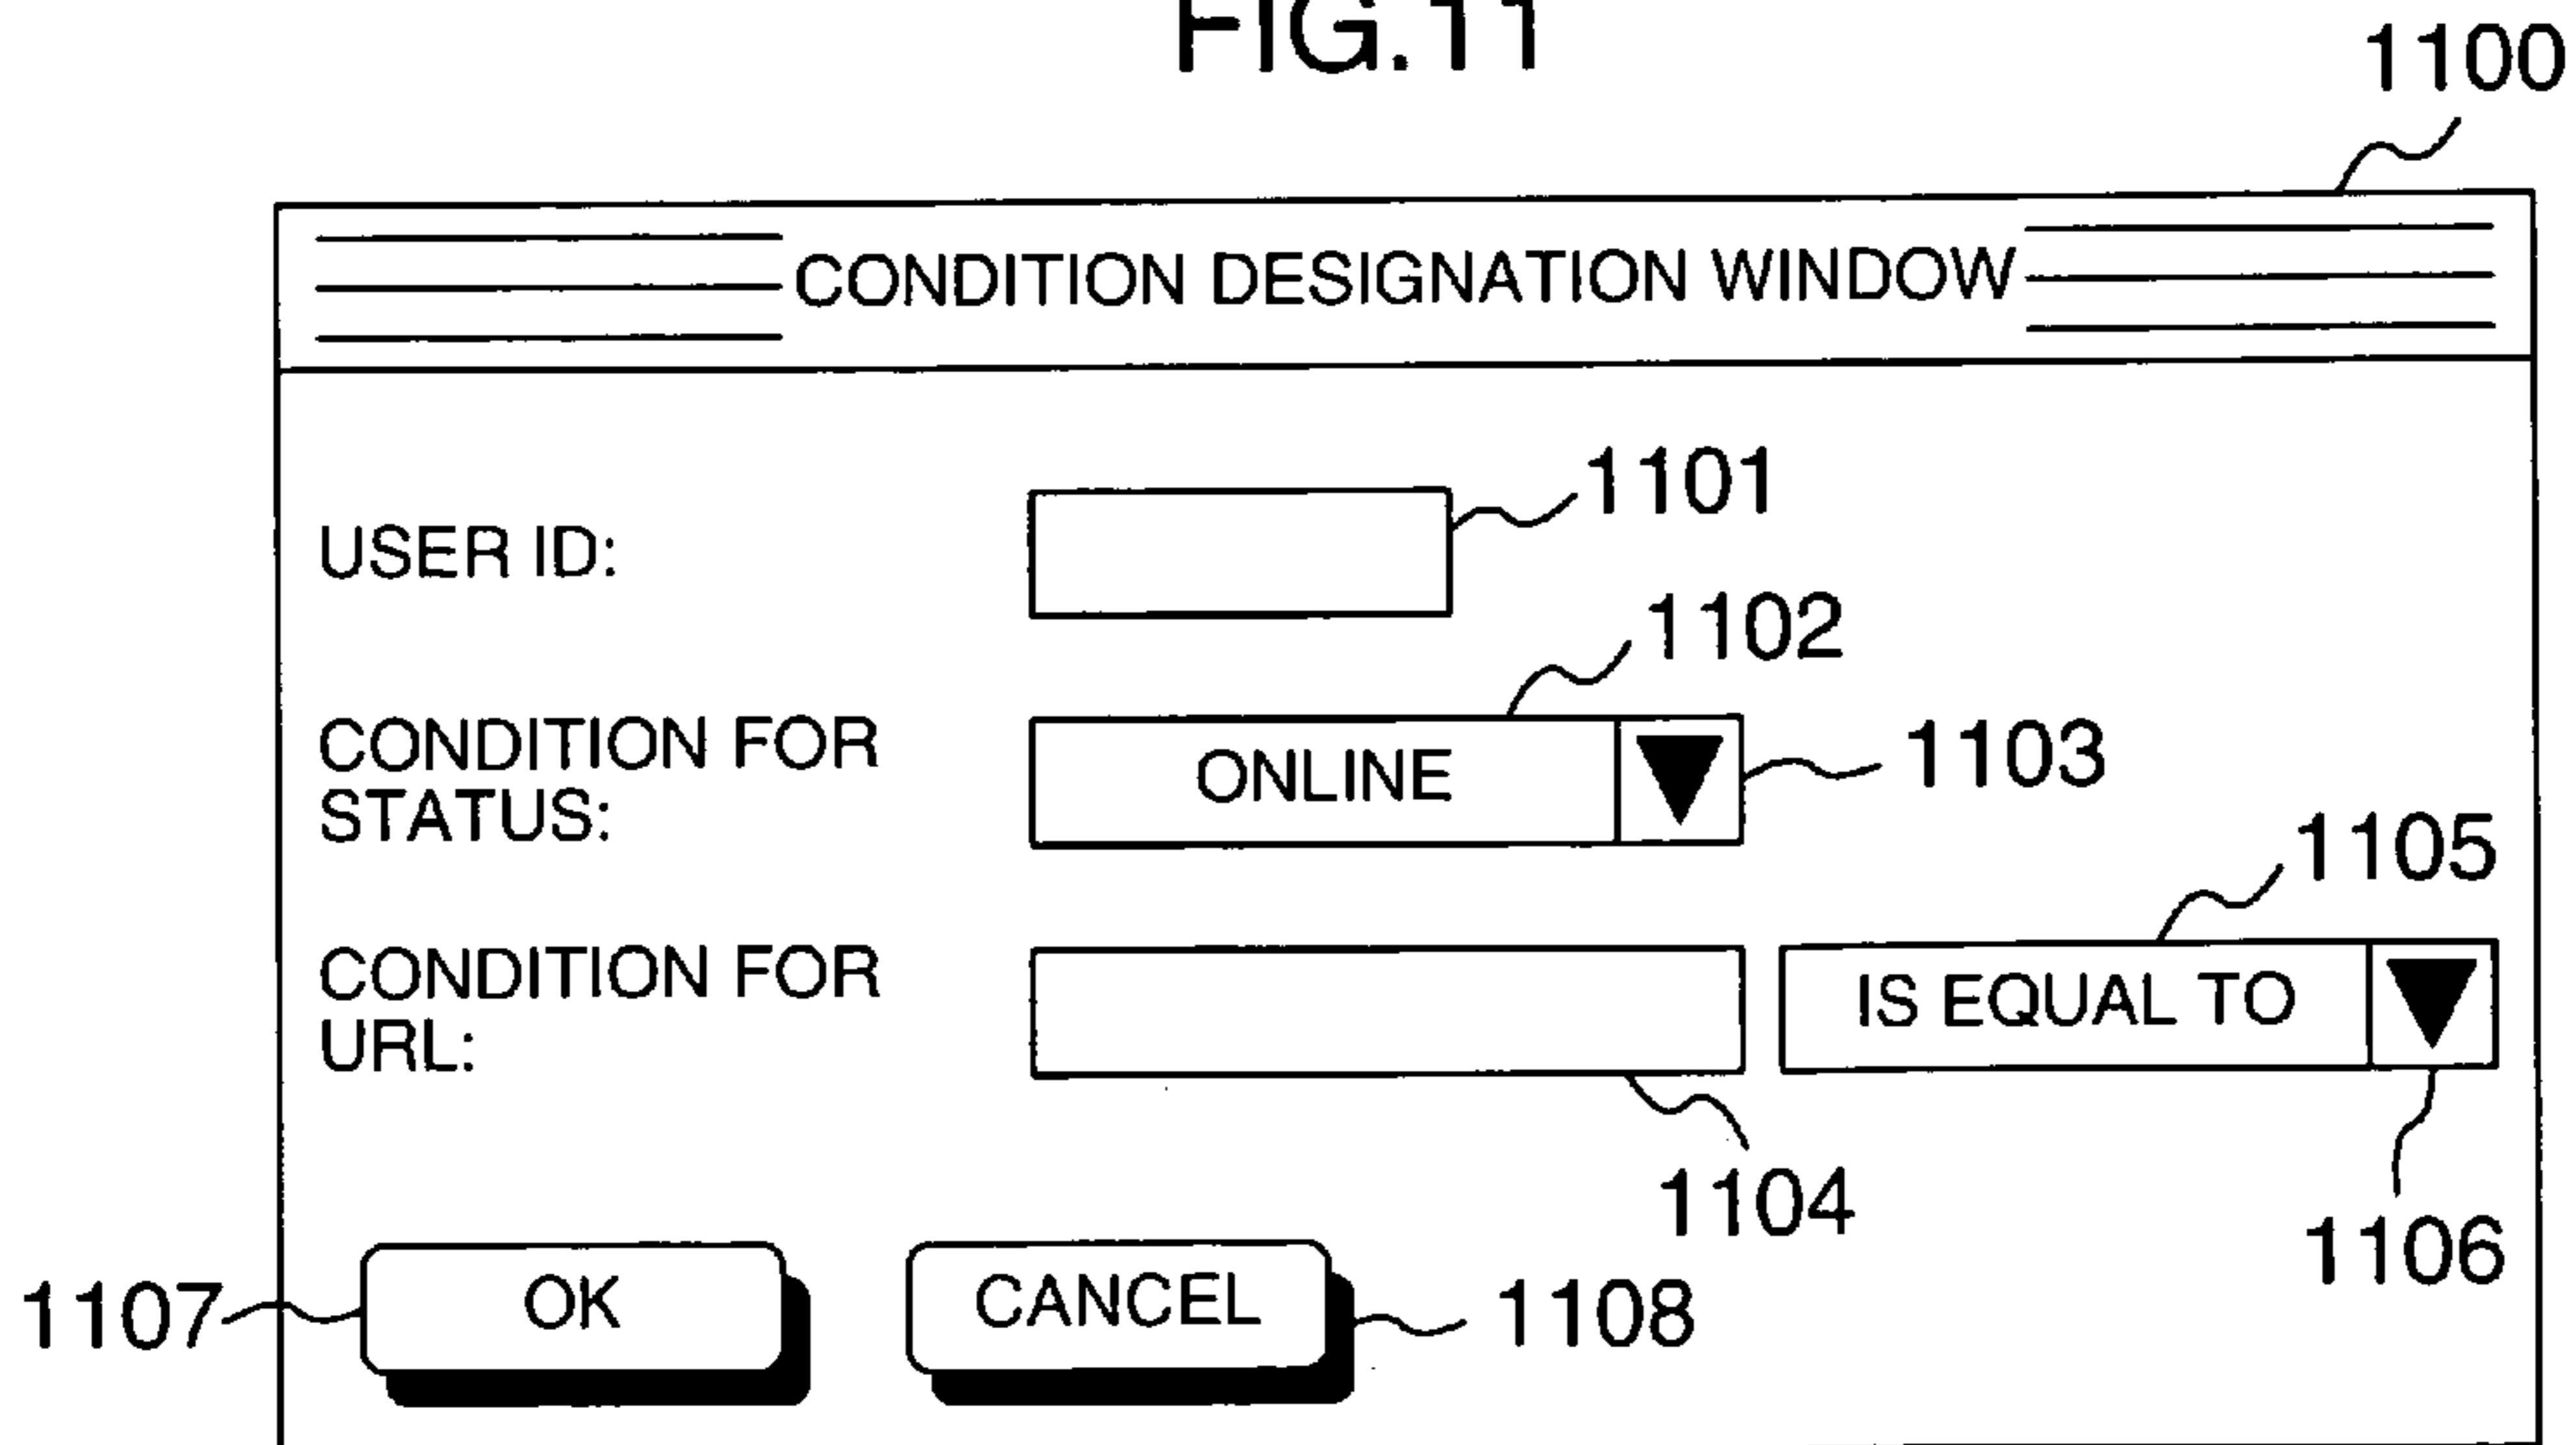 FIG.11
1100
CONDITION DESIGNATION WINDOW
USER ID:
1101
1102
CONDITION FOR
STATUS:
ONLINE
1103
1105
CONDITION FOR
URL:
IS EQUAL TO
1104
1106
1107
OK
CANCEL
1108